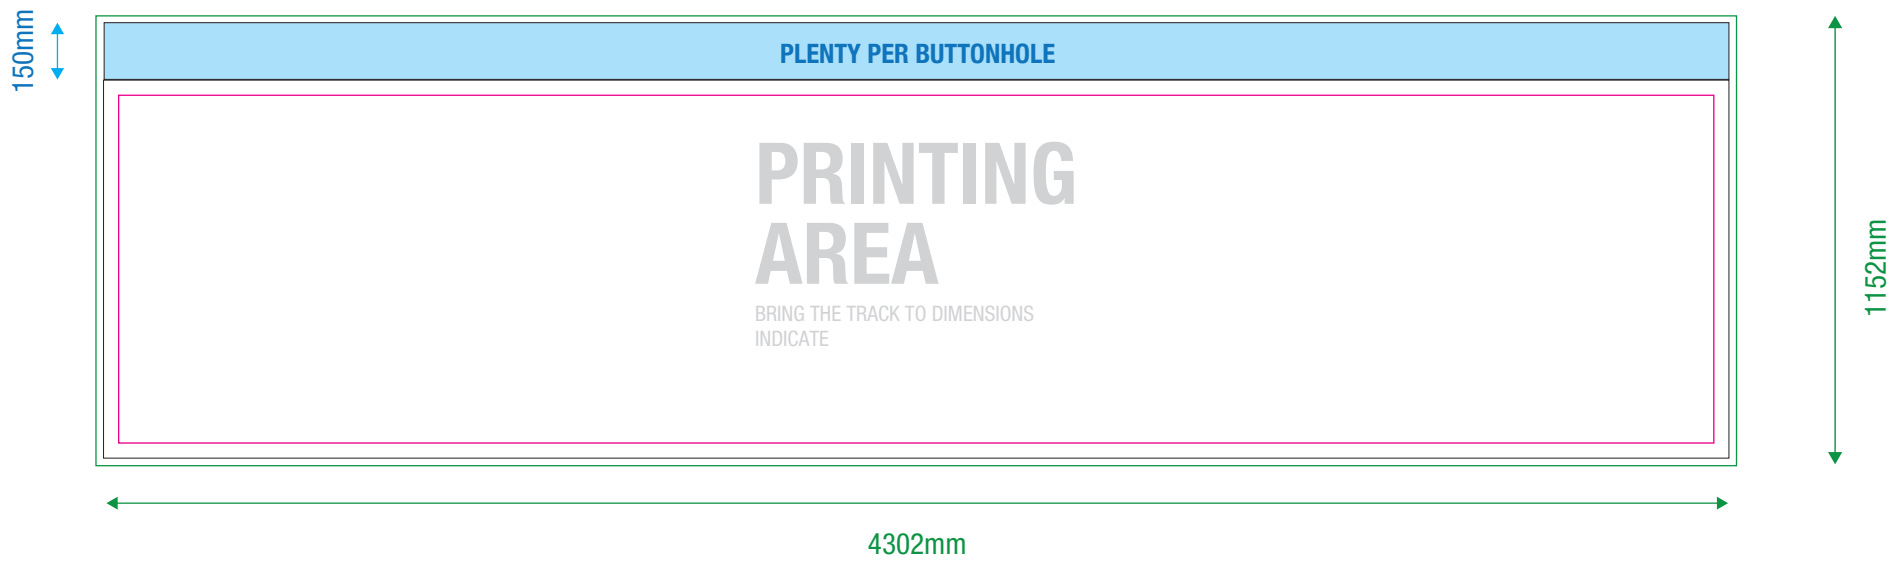 150mm
PLENTY PER BUTTONHOLE
PRINTING
AREA
BRING THE TRACK TO DIMENSIONS
INDICATE
1152mm
4302mm